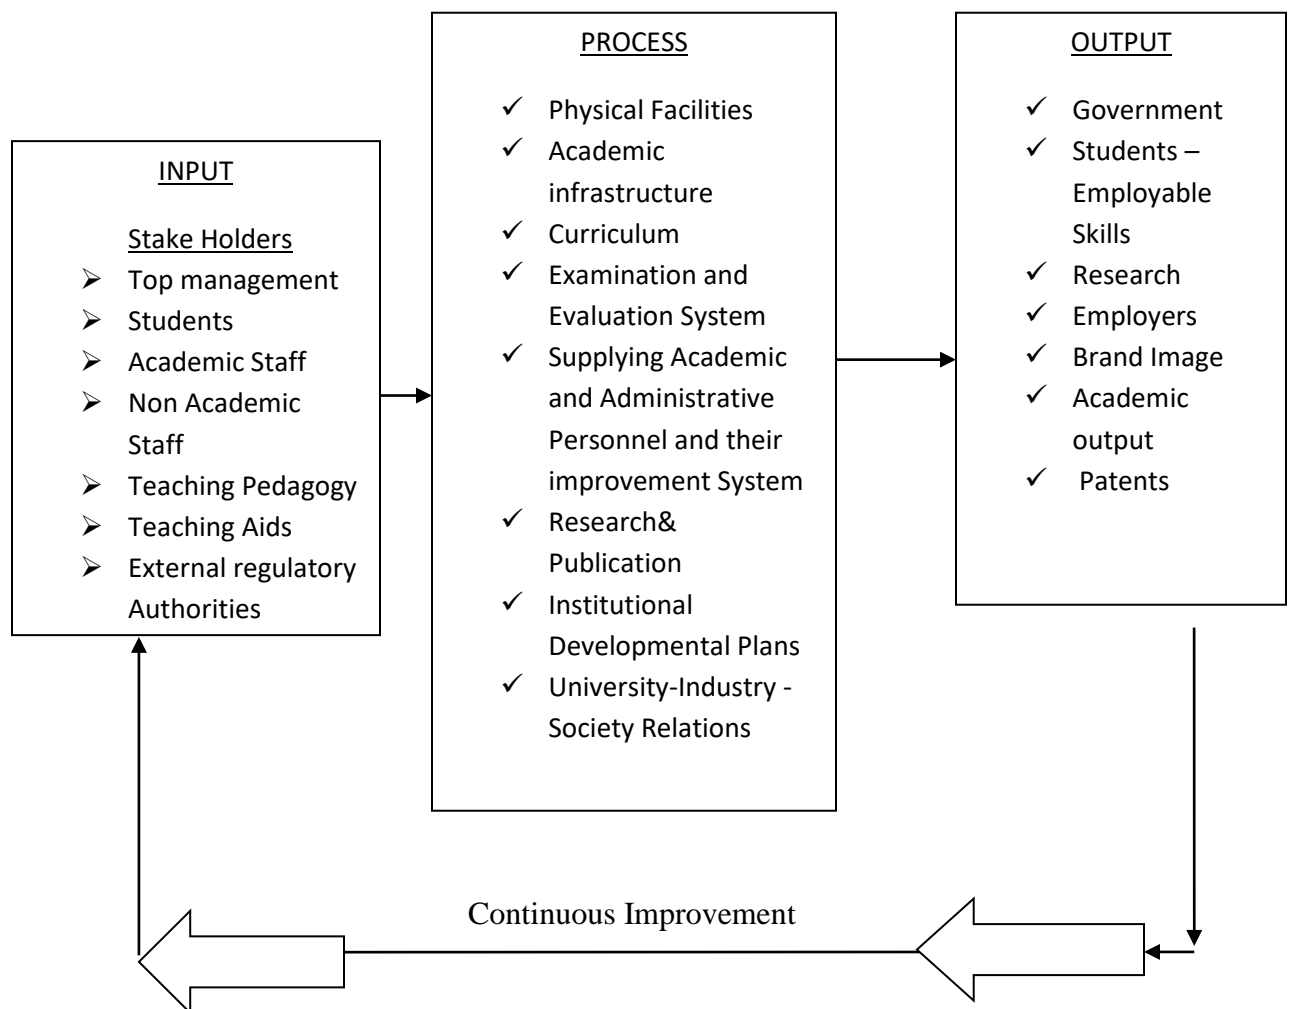 INPUT
Stake Holders
Top management
Students
Academic Staff
Non Academic
Staff
Teaching Pedagogy
Teaching Aids
External regulatory
Authorities
PROCESS
Physical Facilities
Academic
infrastructure
Curriculum
Examination and
Evaluation System
Supplying Academic
and Administrative
Personnel and their
improvement System
Research&
Publication
Institutional
Developmental Plans
University-Industry -
Society Relations
OUTPUT
Government
Students –
Employable
Skills
Research
Employers
Brand Image
Academic
output
Patents
Continuous Improvement